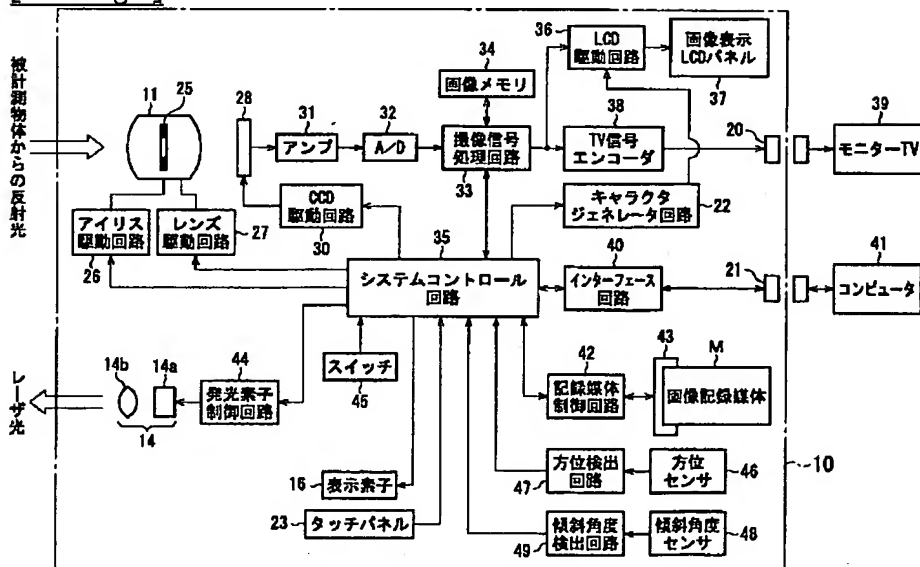 被計測物体からの反射光
11
25
28
31
アンプ
32
A/D
34
画像メモリ
撮像信号
処理回路
33
36
LCD
駆動回路
画像表示
LCDパネル
37
38
TV信号
エンコーダ
20
39
モニターTV
アイリス
駆動回路
26
レンズ
駆動回路
27
CCD
駆動回路
30
キャラクタ
ジェネレータ回路
22
35
システムコントロール
回路
40
インターフェース
回路
21
41
コンピュータ
レーザ光
14b
14a
14
44
発光素子
制御回路
スイッチ
45
42
記録媒体
制御回路
43
M
画像記録媒体
16
表示素子
23
タッチパネル
47
方位検出
回路
方位
センサ
46
10
49
傾斜角度
検出回路
傾斜角度
センサ
48